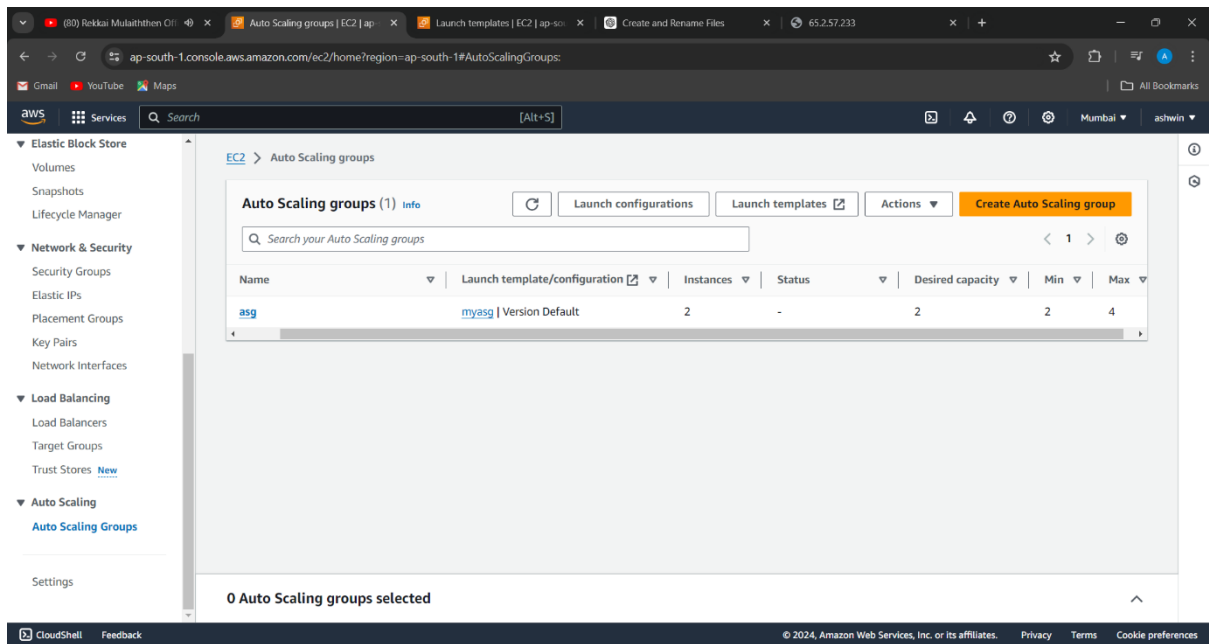 (80) Rekkai Mulaiththen Off
Auto Scaling groups | EC2 | ap-
Launch templates | EC2 | ap-sou
Create and Rename Files
65.2.57.233
ap-south-1.console.aws.amazon.com/ec2/home?region=ap-south-1#AutoScalingGroups:
A
Gmail YouTube Maps
All Bookmarks
aws Services Search [Alt+S] Mumbai ashwin
Elastic Block Store
Volumes
Snapshots
Lifecycle Manager
Network & Security
Security Groups
Elastic IPs
Placement Groups
Key Pairs
Network Interfaces
Load Balancing
Load Balancers
Target Groups
Trust Stores New
Auto Scaling
Auto Scaling Groups
Settings
EC2 > Auto Scaling groups
Auto Scaling groups (1) Info
Launch configurations
Launch templates
Actions
Create Auto Scaling group
Search your Auto Scaling groups
< 1 >
Name Launch template/configuration Instances Status Desired capacity Min Max
asg myasg | Version Default 2 - 2 2 4
0 Auto Scaling groups selected
CloudShell Feedback © 2024, Amazon Web Services, Inc. or its affiliates. Privacy Terms Cookie preferences